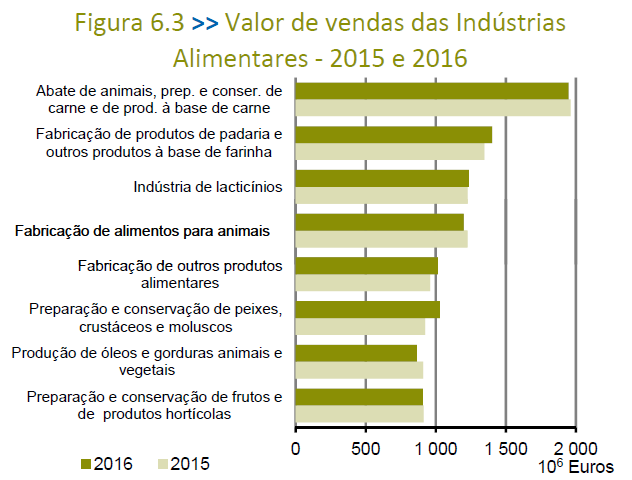 Figura 6.3 >> Valor de vendas das Indústrias
Alimentares - 2015 e 2016
Abate de animais, prep. e conser. de
carne e de prod. à base de carne
Fabricação de produtos de padaria e
outros produtos à base de farinha
Indústria de lacticínios
Fabricação de alimentos para animais
Fabricação de outros produtos
alimentares
Preparação e conservação de peixes,
crustáceos e moluscos
Produção de óleos e gorduras animais e
vegetais
Preparação e conservação de frutos e
de produtos hortícolas
0 500 1 000 1 500 2 000
10⁶ Euros
2016 2015